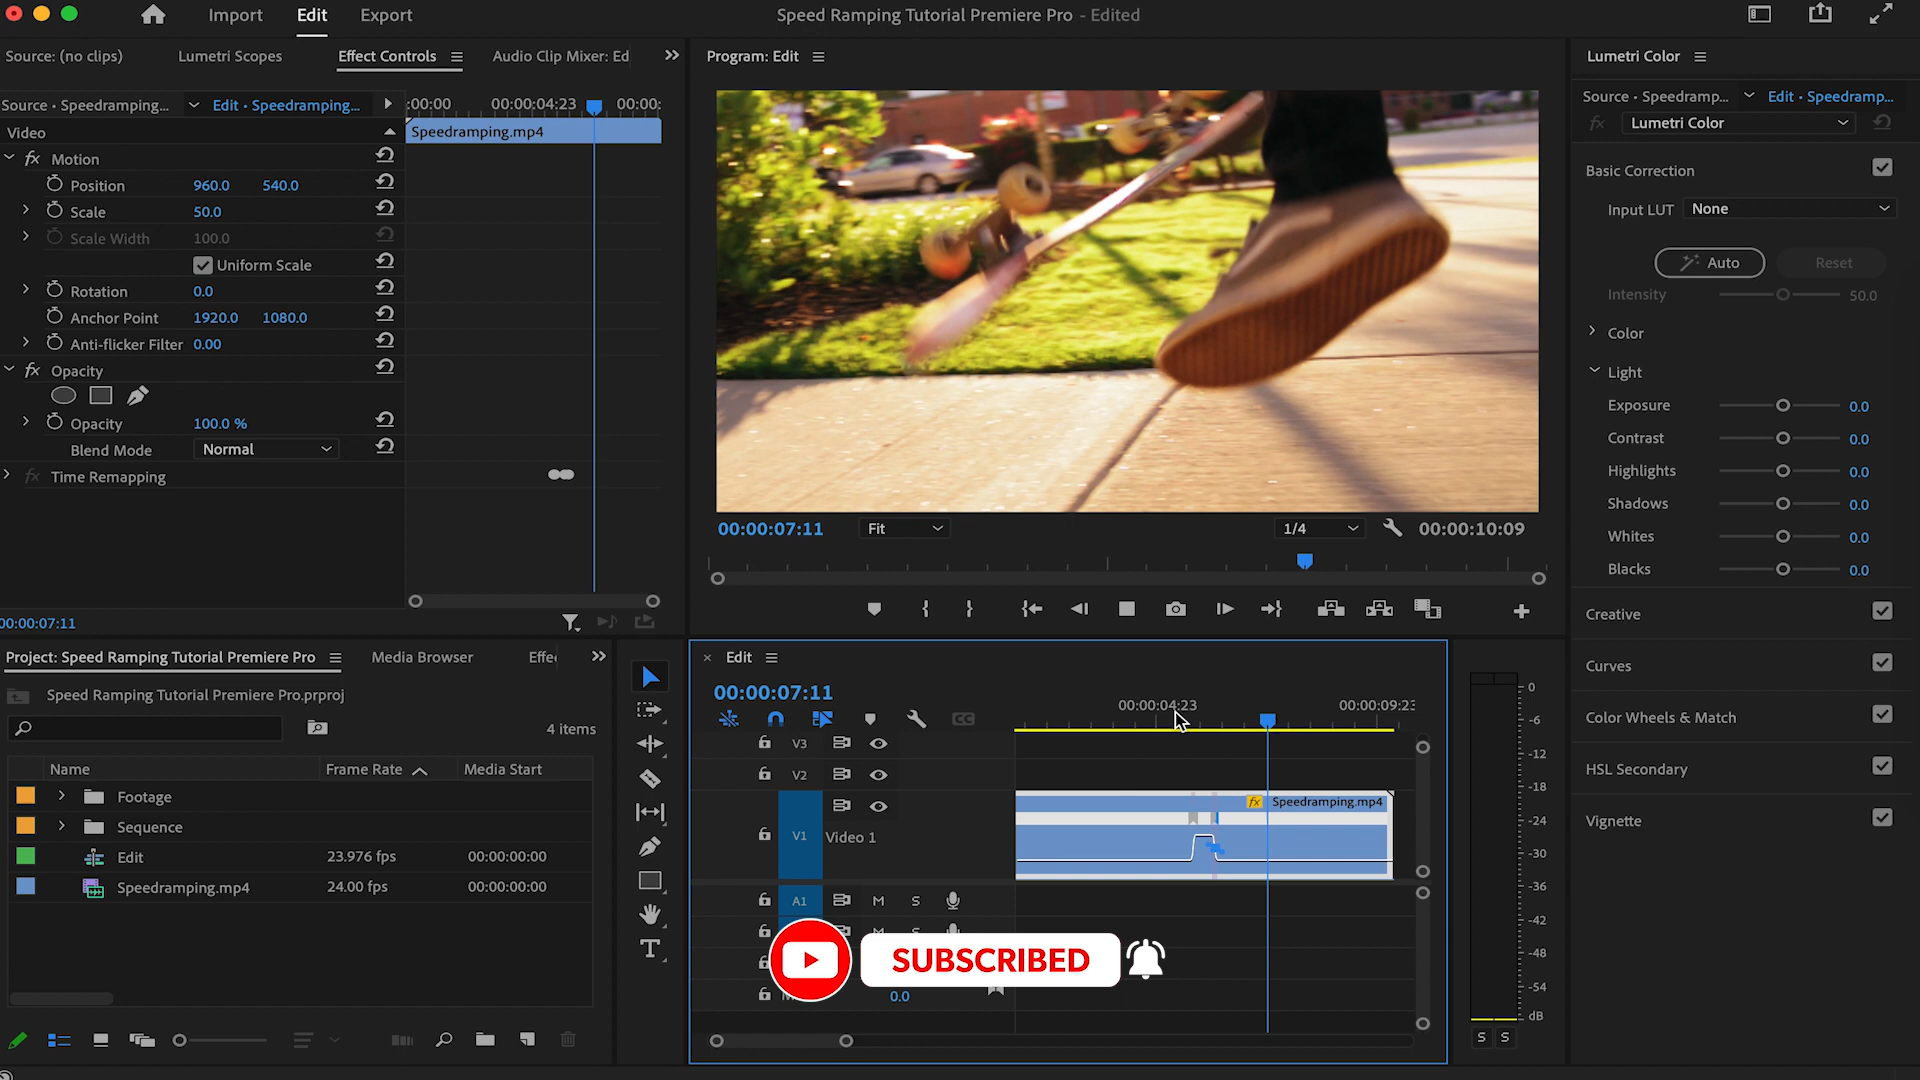 Import Edit Export Speed Ramping Tutorial Premiere Pro - Edited
Source: (no clips) Lumetri Scopes Effect Controls Audio Clip Mixer: Ed
Program: Edit
Lumetri Color
Source • Speedramping... Edit • Speedramping... :00:00 00:00:04:23 00:00:
Video
Speedramping.mp4
Motion
Position 960.0 540.0
Scale 50.0
Scale Width 100.0
Uniform Scale
Rotation 0.0
Anchor Point 1920.0 1080.0
Anti-flicker Filter 0.00
Opacity
Opacity 100.0 %
Blend Mode Normal
Time Remapping
00:00:07:11
00:00:07:11 Fit 1/4 00:00:10:09
Source • Speedramp... Edit • Speedramp...
fx Lumetri Color
Basic Correction
Input LUT None
Auto Reset
Intensity 50.0
Color
Light
Exposure 0.0
Contrast 0.0
Highlights 0.0
Shadows 0.0
Whites 0.0
Blacks 0.0
Creative
Curves
Color Wheels & Match
HSL Secondary
Vignette
Project: Speed Ramping Tutorial Premiere Pro Media Browser Effe
Speed Ramping Tutorial Premiere Pro.prproj
4 items
Name Frame Rate Media Start
Footage
Sequence
Edit 23.976 fps 00:00:00:00
Speedramping.mp4 24.00 fps 00:00:00:00
Edit
00:00:07:11
00:00:04:23 00:00:09:23
V3
V2
fx Speedramping.mp4
V1 Video 1
A1 M S
SUBSCRIBED
0.0
0
-6
-12
-18
-24
-30
-36
-42
-48
-54
dB
S S